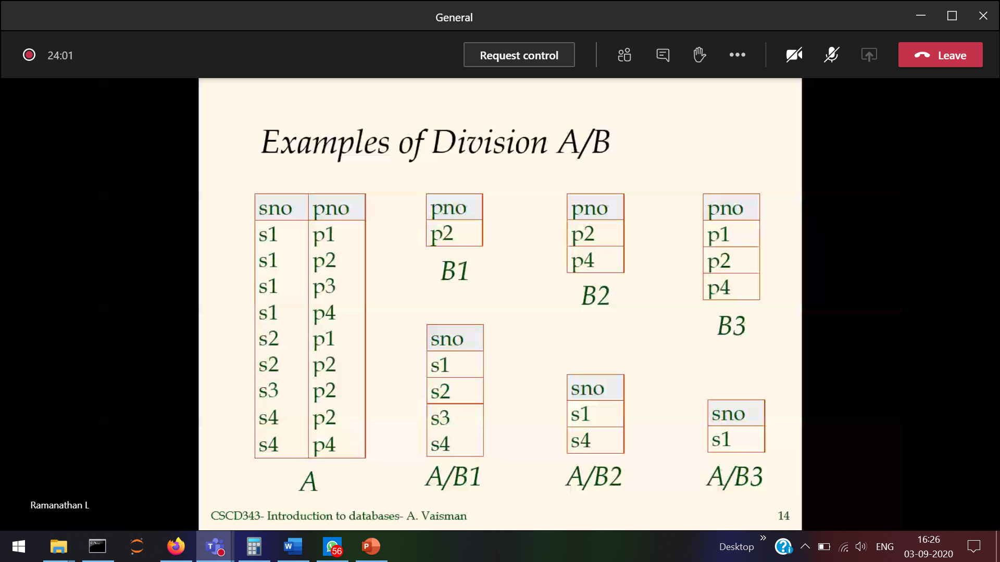 General
24:01
Request control
Leave
Examples of Division A/B
sno pno
s1 p1
s1 p2
s1 p3
s1 p4
s2 p1
s2 p2
s3 p2
s4 p2
s4 p4
A
pno
p2
B1
pno
p2
p4
B2
pno
p1
p2
p4
B3
sno
s1
s2
s3
s4
A/B1
sno
s1
s4
A/B2
sno
s1
A/B3
Ramanathan L
CSCD343- Introduction to databases- A. Vaisman 14
C:\_
T
W
56
P
Desktop
»
ENG
16:26
03-09-2020